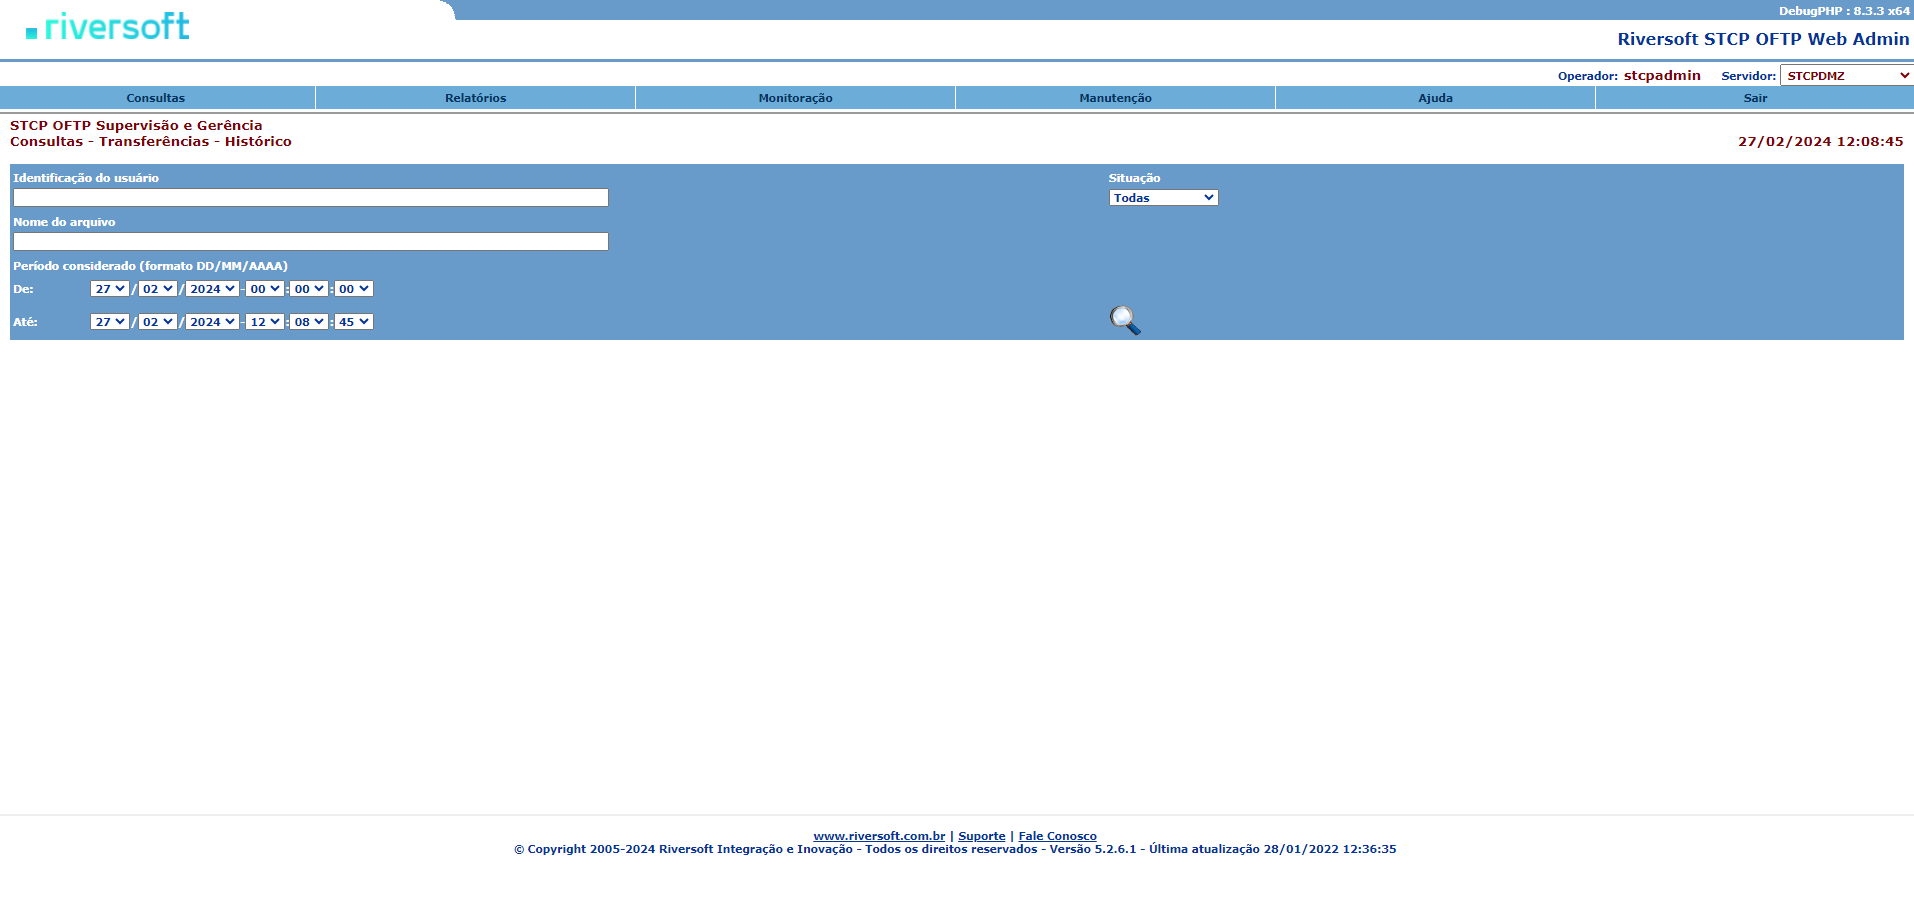 riversoft
DebugPHP : 8.3.3 x64
Riversoft STCP OFTP Web Admin
Operador: stcpadmin Servidor: STCPDMZ
Consultas Relatórios Monitoração Manutenção Ajuda Sair
STCP OFTP Supervisão e Gerência
Consultas - Transferências - Histórico 27/02/2024 12:08:45
Identificação do usuário Situação
Todas
Nome do arquivo
Período considerado (formato DD/MM/AAAA)
De: 27 / 02 / 2024 - 00 : 00 : 00
Até: 27 / 02 / 2024 - 12 : 08 : 45
www.riversoft.com.br | Suporte | Fale Conosco
© Copyright 2005-2024 Riversoft Integração e Inovação - Todos os direitos reservados - Versão 5.2.6.1 - Última atualização 28/01/2022 12:36:35